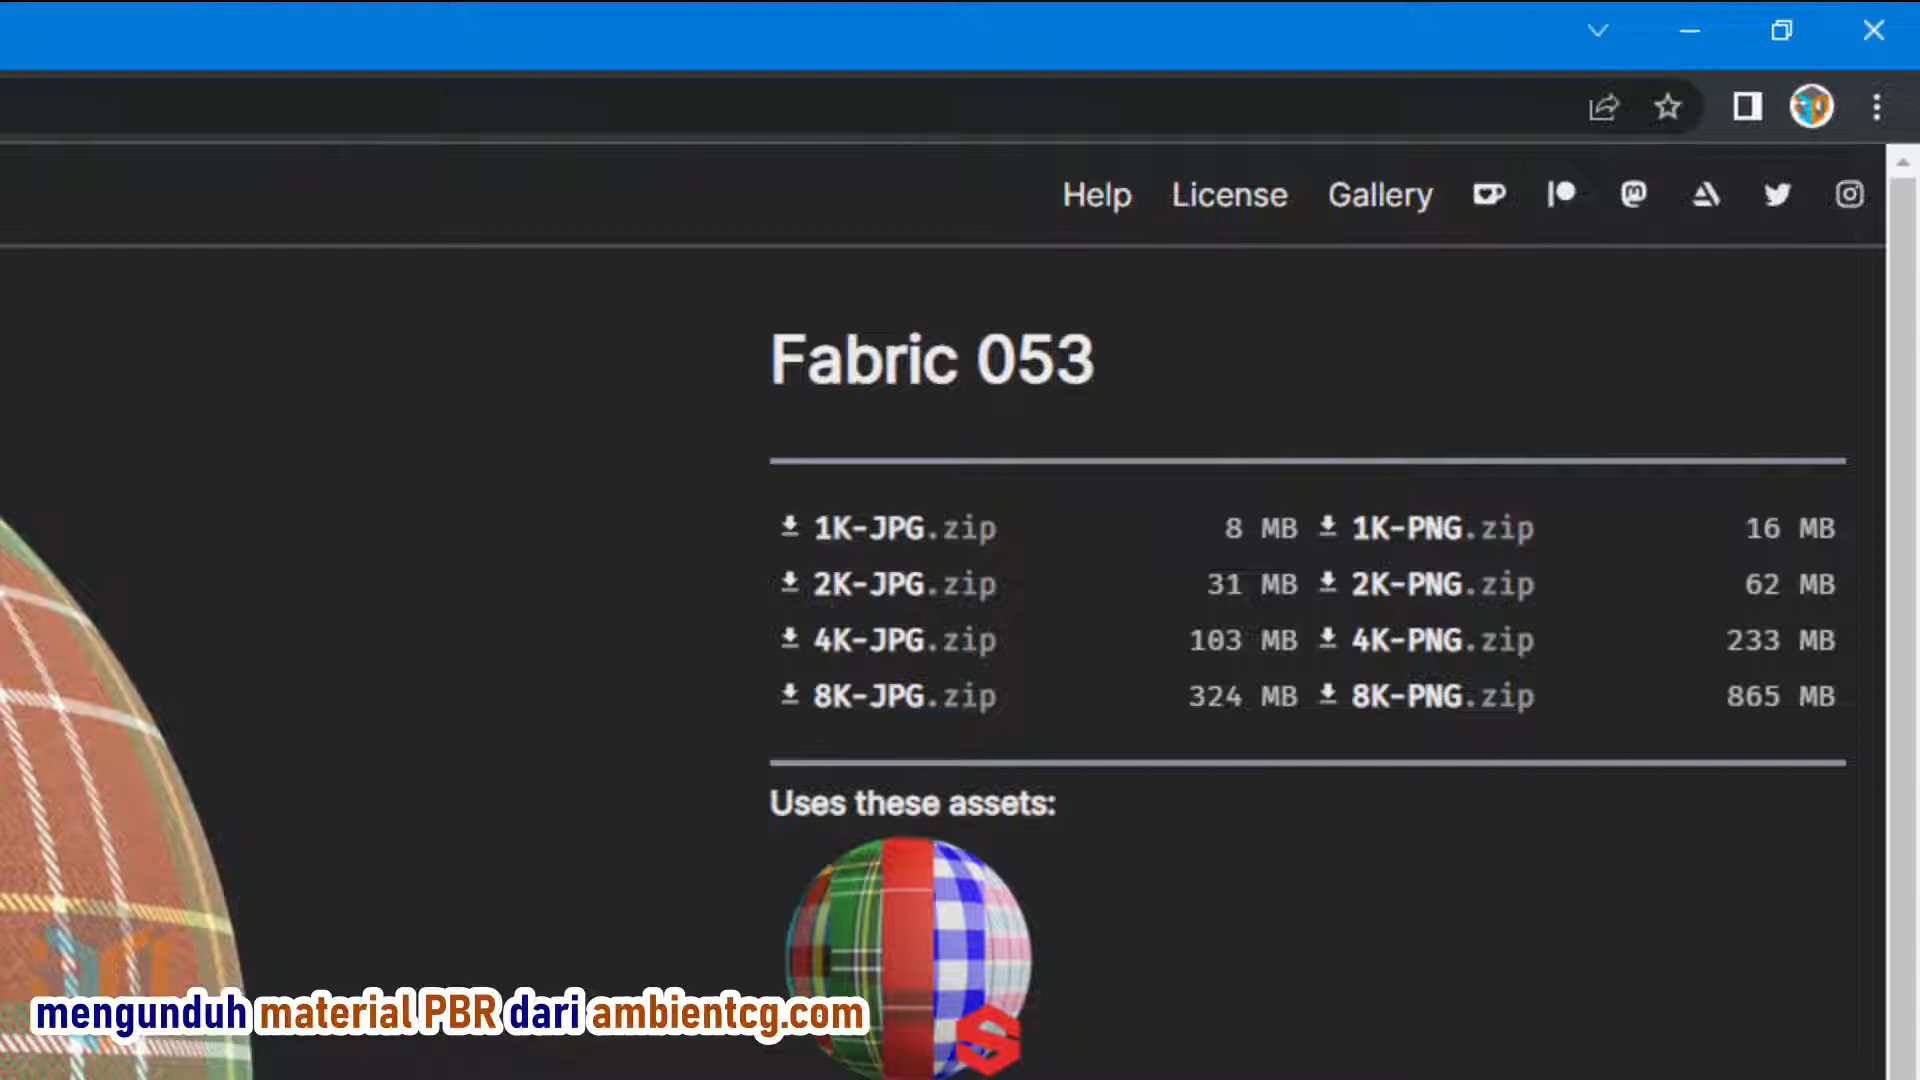 Help License Gallery
Fabric 053
1K-JPG.zip 8 MB 1K-PNG.zip 16 MB
2K-JPG.zip 31 MB 2K-PNG.zip 62 MB
4K-JPG.zip 103 MB 4K-PNG.zip 233 MB
8K-JPG.zip 324 MB 8K-PNG.zip 865 MB
Uses these assets:
mengunduh material PBR dari ambientcg.com